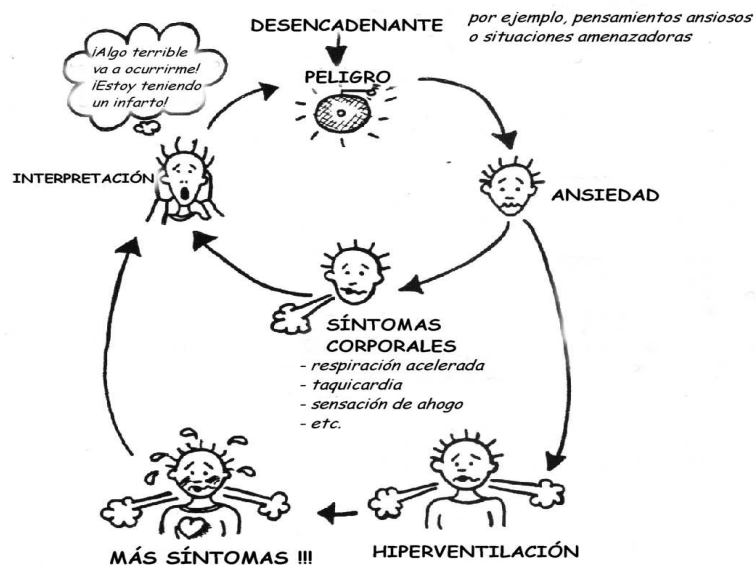 DESENCADENANTE
por ejemplo, pensamientos ansiosos
o situaciones amenazadoras
¡Algo terrible
va a ocurrirme!
¡Estoy teniendo
un infarto!
PELIGRO
INTERPRETACIÓN
ANSIEDAD
SÍNTOMAS
CORPORALES
- respiración acelerada
- taquicardia
- sensación de ahogo
- etc.
MÁS SÍNTOMAS !!!
HIPERVENTILACIÓN